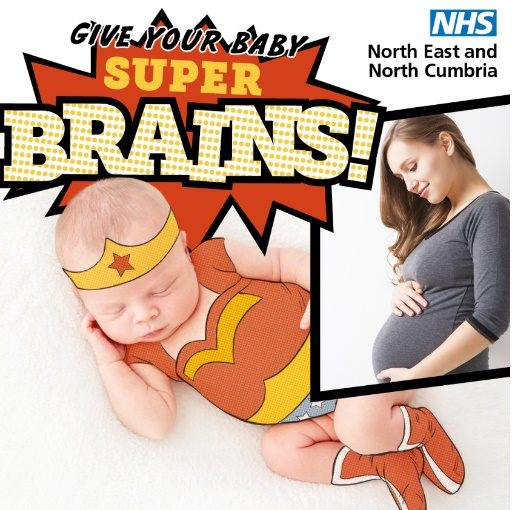 GIVE YOUR BABY
SUPER
BRAINS!
NHS
North East and
North Cumbria